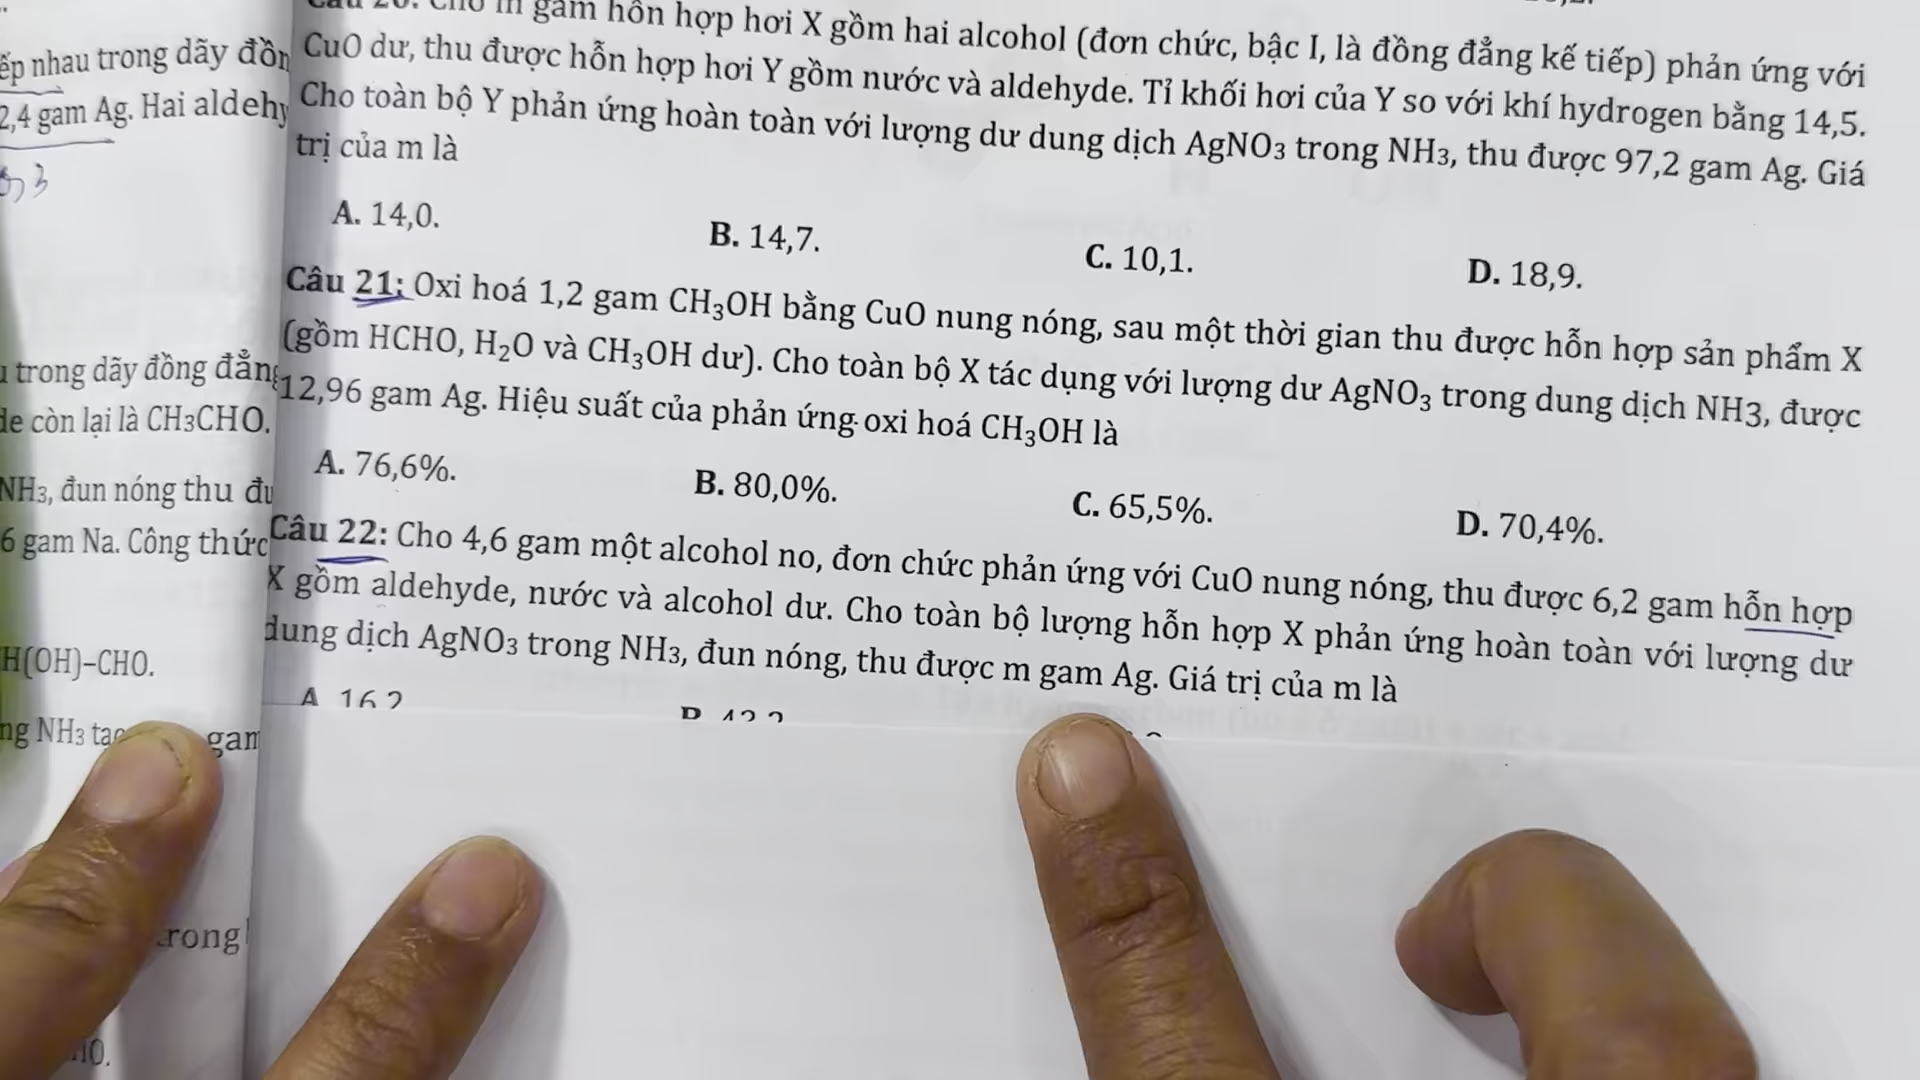 ếp nhau trong dãy đồn
2,4 gam Ag. Hai aldehy
trong dãy đồng đẳng
de còn lại là CH3CHO.
NH3, đun nóng thu đư
6 gam Na. Công thức
H(OH)–CHO.
ng NH3 tạo gam
trong
gam hỗn hợp hơi X gồm hai alcohol (đơn chức, bậc I, là đồng đẳng kế tiếp) phản ứng với
CuO dư, thu được hỗn hợp hơi Y gồm nước và aldehyde. Tỉ khối hơi của Y so với khí hydrogen bằng 14,5.
Cho toàn bộ Y phản ứng hoàn toàn với lượng dư dung dịch AgNO3 trong NH3, thu được 97,2 gam Ag. Giá
trị của m là
A. 14,0. B. 14,7. C. 10,1. D. 18,9.
Câu 21: Oxi hoá 1,2 gam CH3OH bằng CuO nung nóng, sau một thời gian thu được hỗn hợp sản phẩm X
(gồm HCHO, H2O và CH3OH dư). Cho toàn bộ X tác dụng với lượng dư AgNO3 trong dung dịch NH3, được
12,96 gam Ag. Hiệu suất của phản ứng oxi hoá CH3OH là
A. 76,6%. B. 80,0%. C. 65,5%. D. 70,4%.
Câu 22: Cho 4,6 gam một alcohol no, đơn chức phản ứng với CuO nung nóng, thu được 6,2 gam hỗn hợp
X gồm aldehyde, nước và alcohol dư. Cho toàn bộ lượng hỗn hợp X phản ứng hoàn toàn với lượng dư
dung dịch AgNO3 trong NH3, đun nóng, thu được m gam Ag. Giá trị của m là
A 16 2